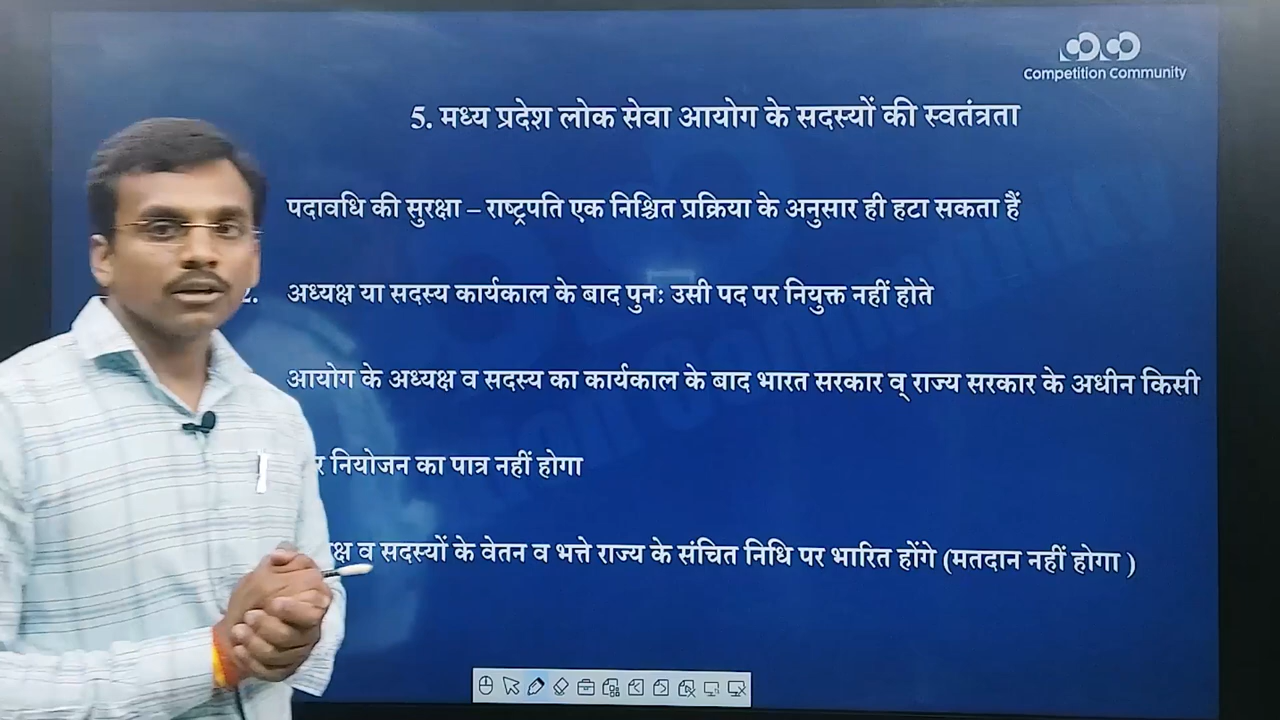 Competition Community
5. मध्य प्रदेश लोक सेवा आयोग के सदस्यों की स्वतंत्रता
पदावधि की सुरक्षा – राष्ट्रपति एक निश्चित प्रक्रिया के अनुसार ही हटा सकता हैं
अध्यक्ष या सदस्य कार्यकाल के बाद पुनः उसी पद पर नियुक्त नहीं होते
आयोग के अध्यक्ष व सदस्य का कार्यकाल के बाद भारत सरकार व् राज्य सरकार के अधीन किसी
नियोजन का पात्र नहीं होगा
व सदस्यों के वेतन व भत्ते राज्य के संचित निधि पर भारित होंगे (मतदान नहीं होगा )